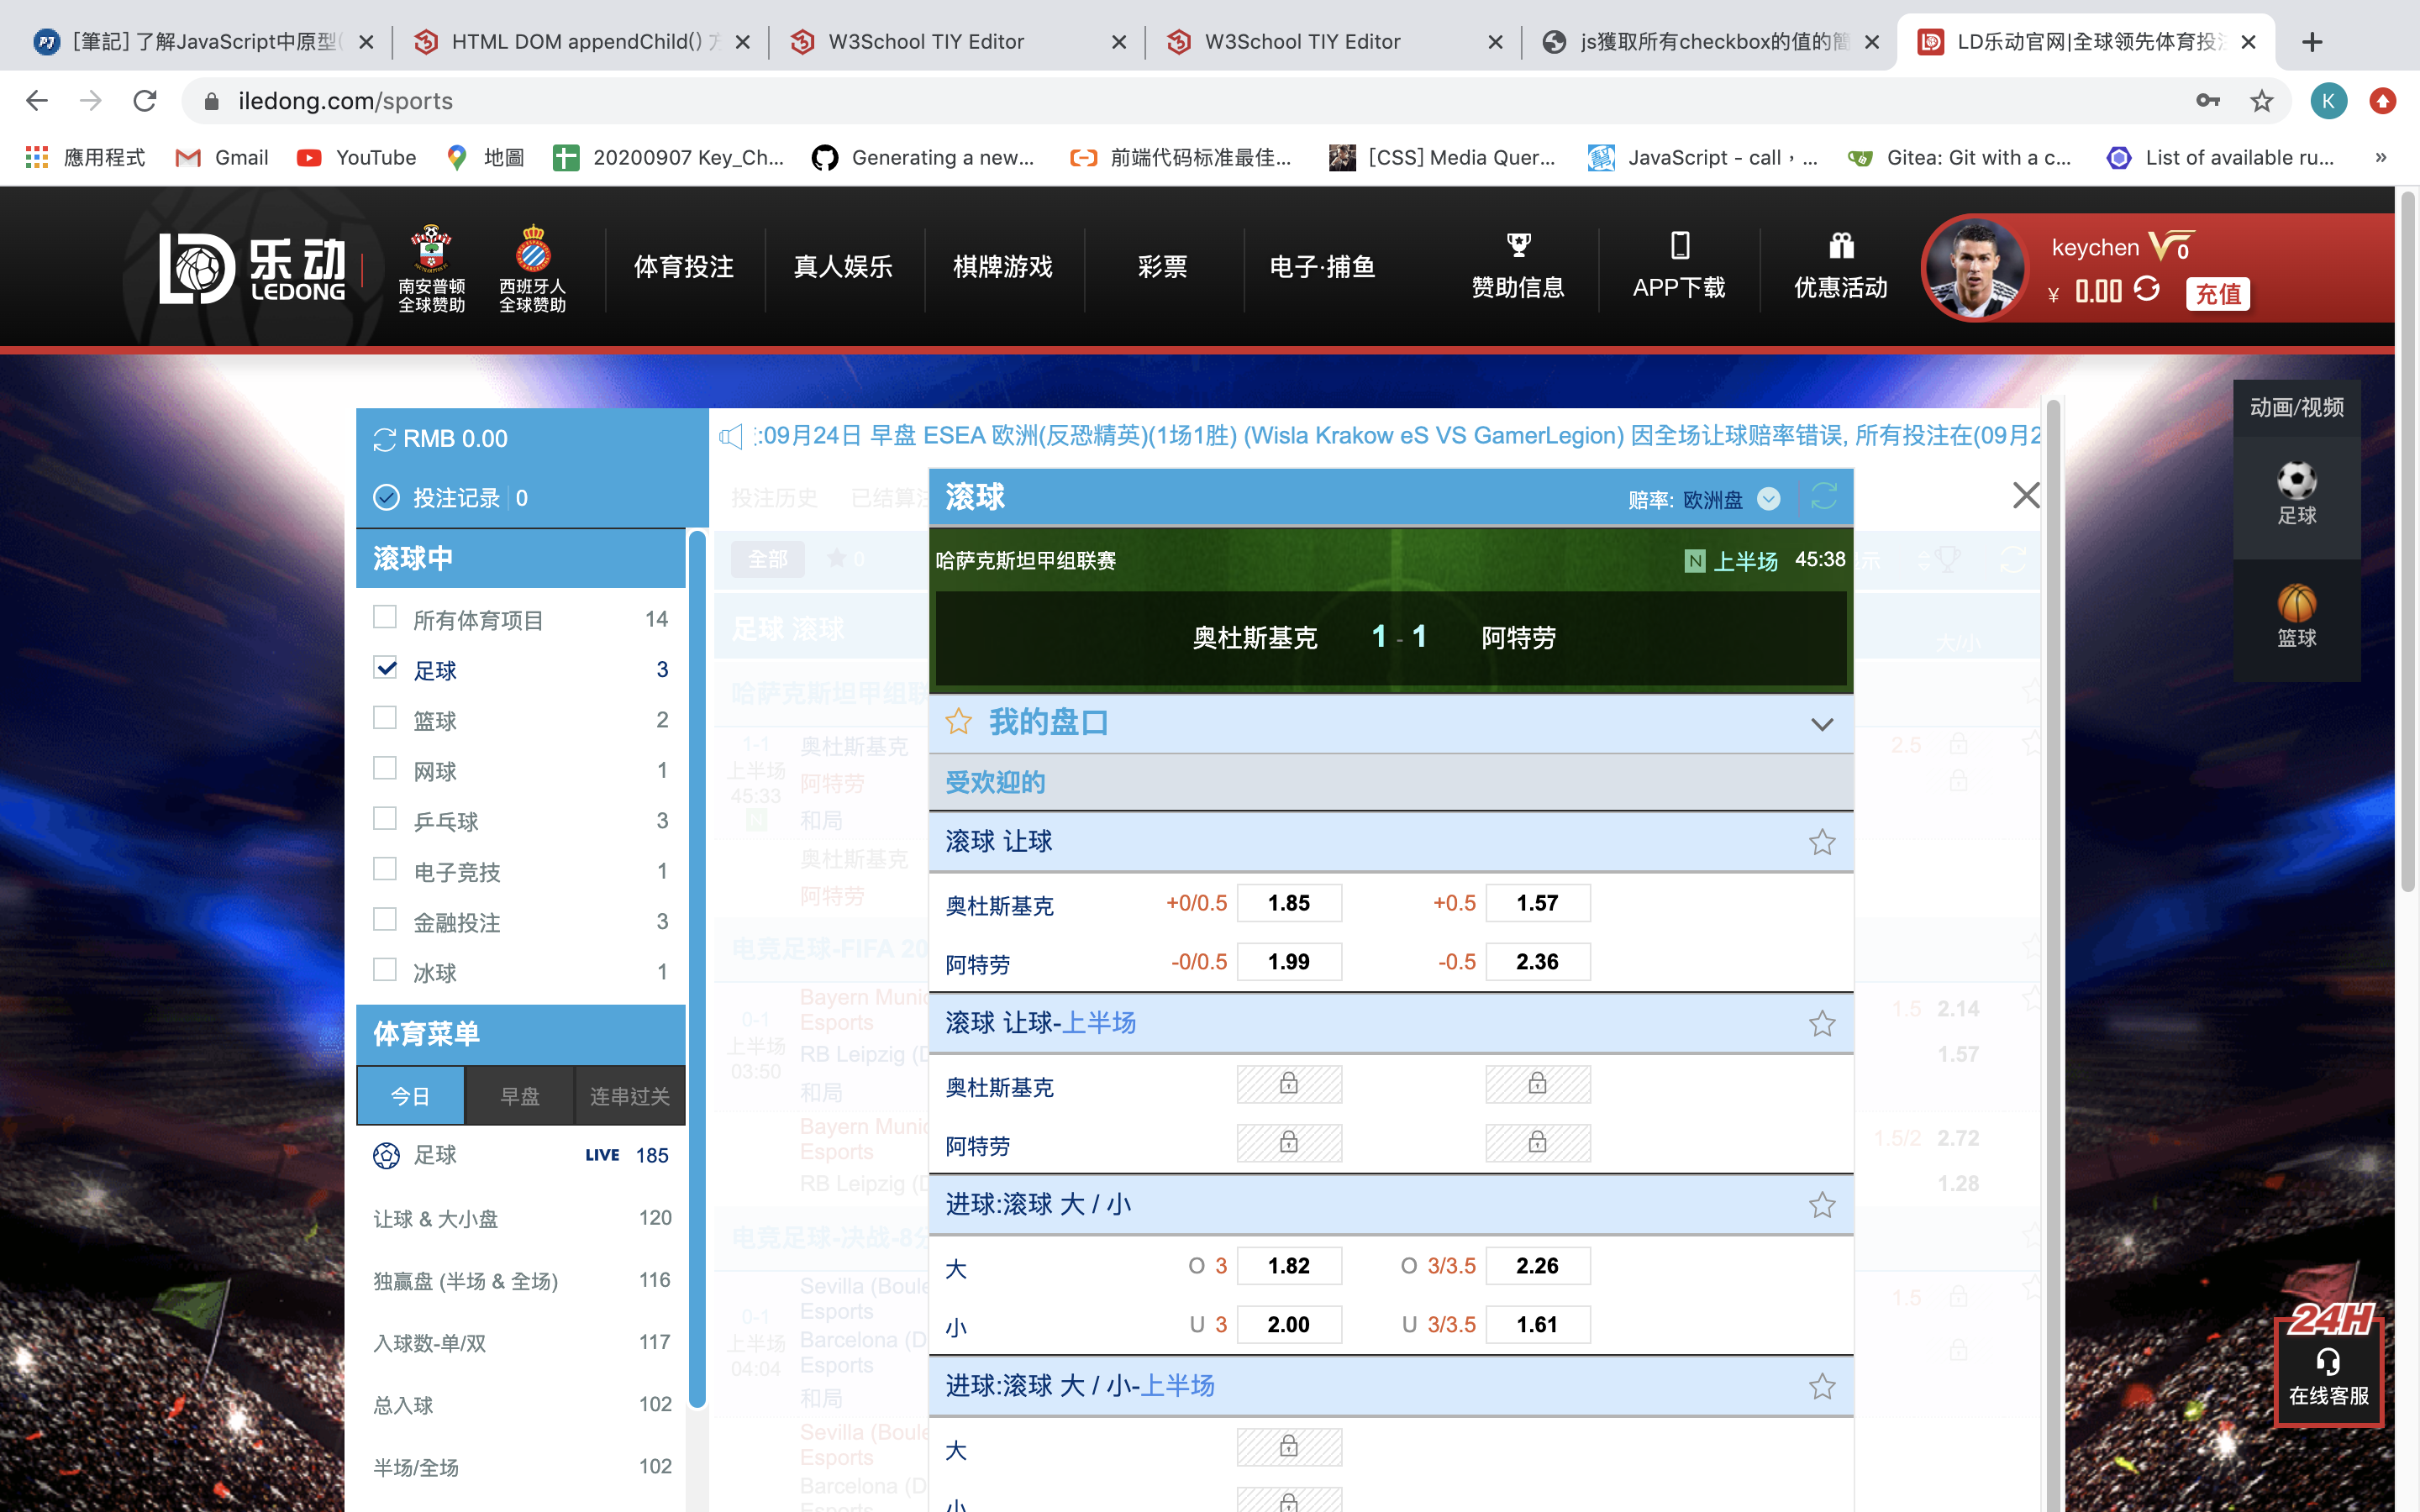 [筆記] 了解JavaScript中原型(
HTML DOM appendChild() 方
W3School TIY Editor
W3School TIY Editor
js獲取所有checkbox的值的簡
LD乐动官网|全球领先体育投注
iledong.com/sports
K
應用程式
Gmail
YouTube
地圖
20200907 Key_Ch...
Generating a new...
前端代码标准最佳...
[CSS] Media Quer...
JavaScript - call，...
Gitea: Git with a c...
List of available ru...
»
LD 乐动
LEDONG
南安普顿
全球赞助
西班牙人
全球赞助
体育投注
真人娱乐
棋牌游戏
彩票
电子·捕鱼
赞助信息
APP下载
优惠活动
keychen V0
¥ 0.00
充值
RMB 0.00
投注记录 0
滚球中
所有体育项目 14
足球 3
篮球 2
网球 1
乒乓球 3
电子竞技 1
金融投注 3
冰球 1
体育菜单
今日 早盘 连串过关
足球 LIVE 185
让球 & 大小盘 120
独赢盘 (半场 & 全场) 116
入球数-单/双 117
总入球 102
半场/全场 102
:09月24日 早盘 ESEA 欧洲(反恐精英)(1场1胜) (Wisla Krakow eS VS GamerLegion) 因全场让球赔率错误, 所有投注在(09月2
投注历史 已结算注
全部 0
足球 滚球
哈萨克斯坦甲组联
1-1
上半场
45:33
N
奥杜斯基克
阿特劳
和局
奥杜斯基克
阿特劳
电竞足球-FIFA 20
0-1
上半场
03:50
Bayern Munic
Esports
RB Leipzig (D
和局
Bayern Munic
Esports
RB Leipzig (D
电竞足球-决战-8分
0-1
上半场
04:04
Sevilla (Boule
Esports
Barcelona (D
Esports
和局
Sevilla (Boule
Esports
Barcelona (D
Esports
滚球
赔率: 欧洲盘
哈萨克斯坦甲组联赛
N 上半场 45:38
奥杜斯基克 1 - 1 阿特劳
我的盘口
受欢迎的
滚球 让球
奥杜斯基克 +0/0.5 1.85 +0.5 1.57
阿特劳 -0/0.5 1.99 -0.5 2.36
滚球 让球-上半场
奥杜斯基克
阿特劳
进球:滚球 大 / 小
大 O 3 1.82 O 3/3.5 2.26
小 U 3 2.00 U 3/3.5 1.61
进球:滚球 大 / 小-上半场
大
小
示
大/小
2.5
1.5 2.14
1.57
1.5/2 2.72
1.28
1.5
动画/视频
足球
篮球
24H
在线客服